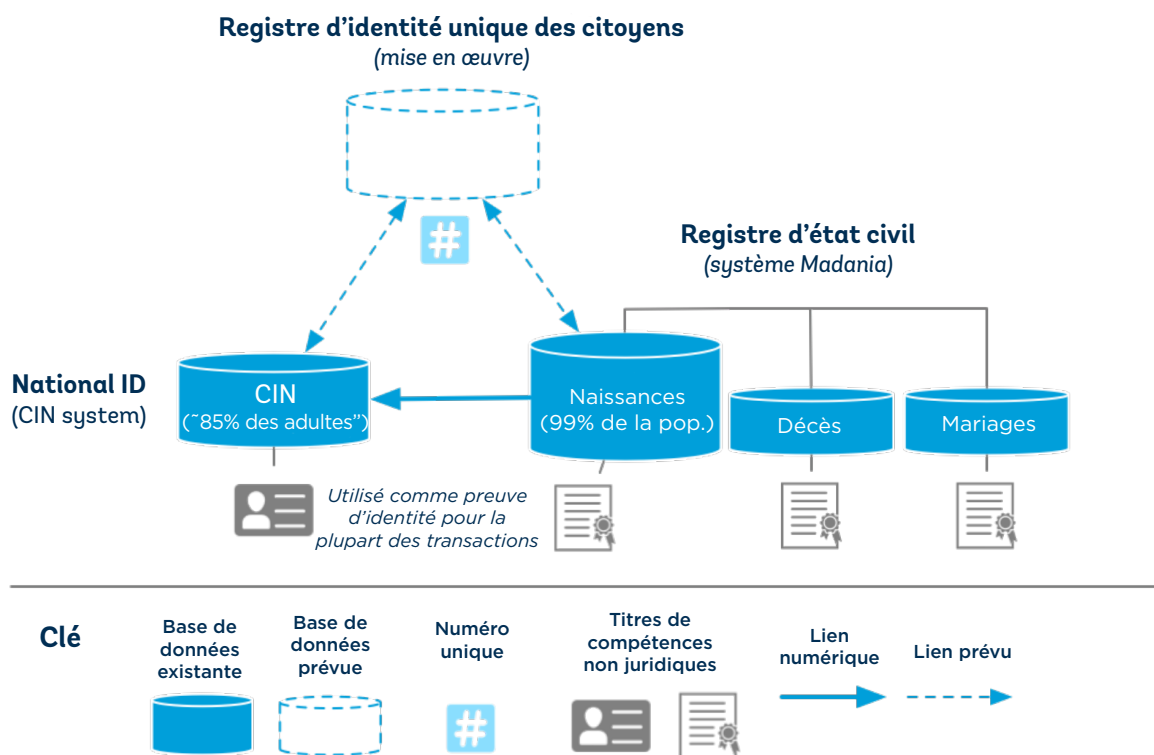 Registre d'identité unique des citoyens
(mise en œuvre)
#
Registre d'état civil
(système Madania)
National ID
(CIN system)
CIN
(~85% des adultes”)
Naissances
(99% de la pop.)
Décès
Mariages
Utilisé comme preuve
d'identité pour la
plupart des transactions
Clé
Base de
données
existante
Base de
données
prévue
Numéro
unique
Titres de
compétences
non juridiques
Lien
numérique
Lien prévu
#